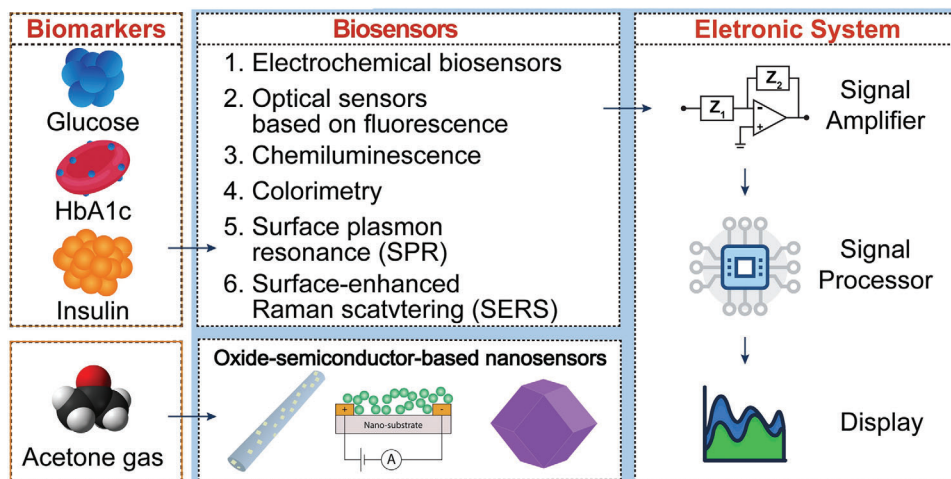 Biomarkers
Glucose
HbA1c
Insulin
Acetone gas
Biosensors
1. Electrochemical biosensors
2. Optical sensors
based on fluorescence
3. Chemiluminescence
4. Colorimetry
5. Surface plasmon
resonance (SPR)
6. Surface-enhanced
Raman scatvtering (SERS)
Oxide-semiconductor-based nanosensors
+ -
Nano-substrate
A
Eletronic System
Z2
Z1
-
+
Signal
Amplifier
Signal
Processor
Display